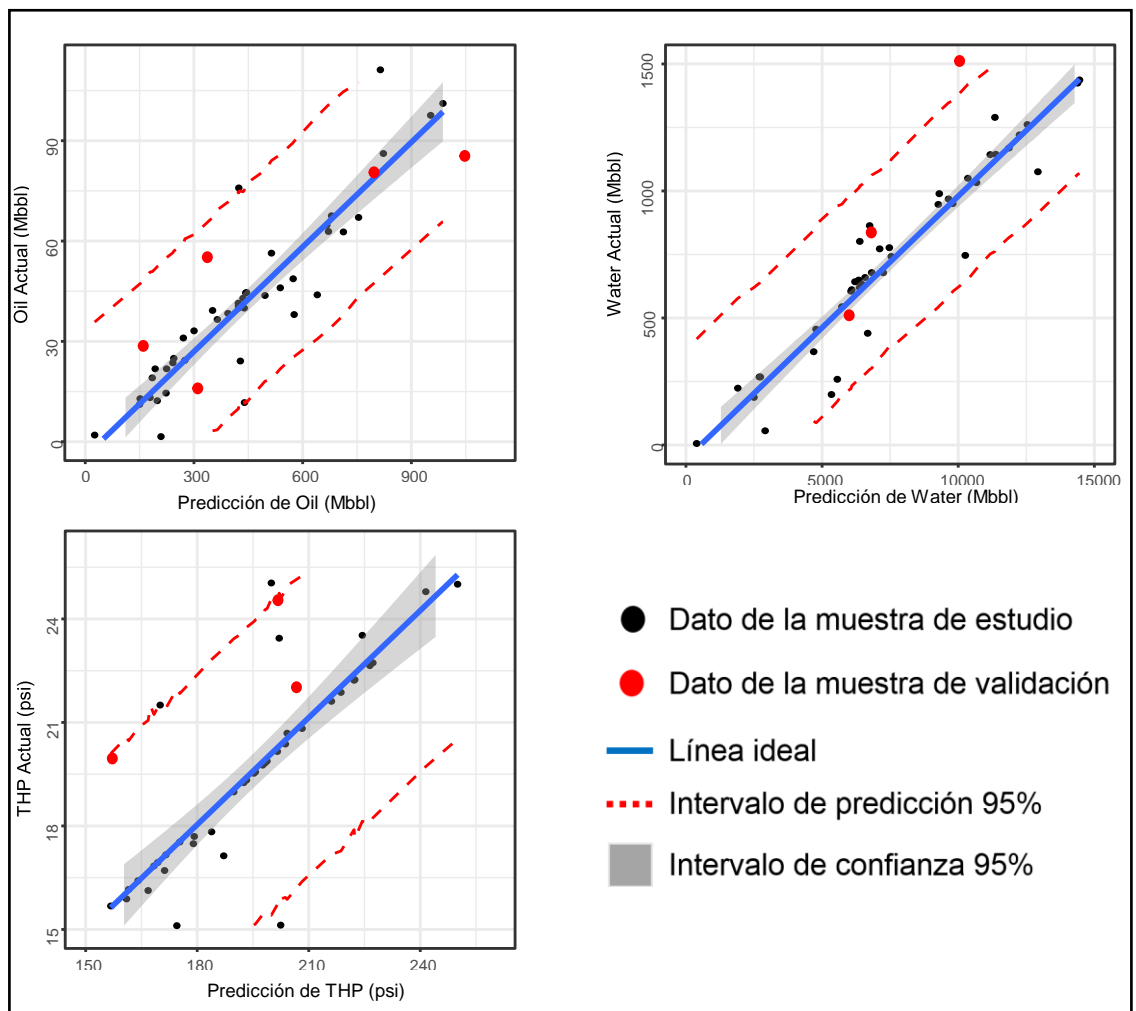 Oil Actual (Mbbl)
90
60
30
0
0 300 600 900
Predicción de Oil (Mbbl)
Water Actual (Mbbl)
1500
1000
500
0
0 5000 10000 15000
Predicción de Water (Mbbl)
THP Actual (psi)
24
21
18
15
150 180 210 240
Predicción de THP (psi)
Dato de la muestra de estudio
Dato de la muestra de validación
Línea ideal
Intervalo de predicción 95%
Intervalo de confianza 95%